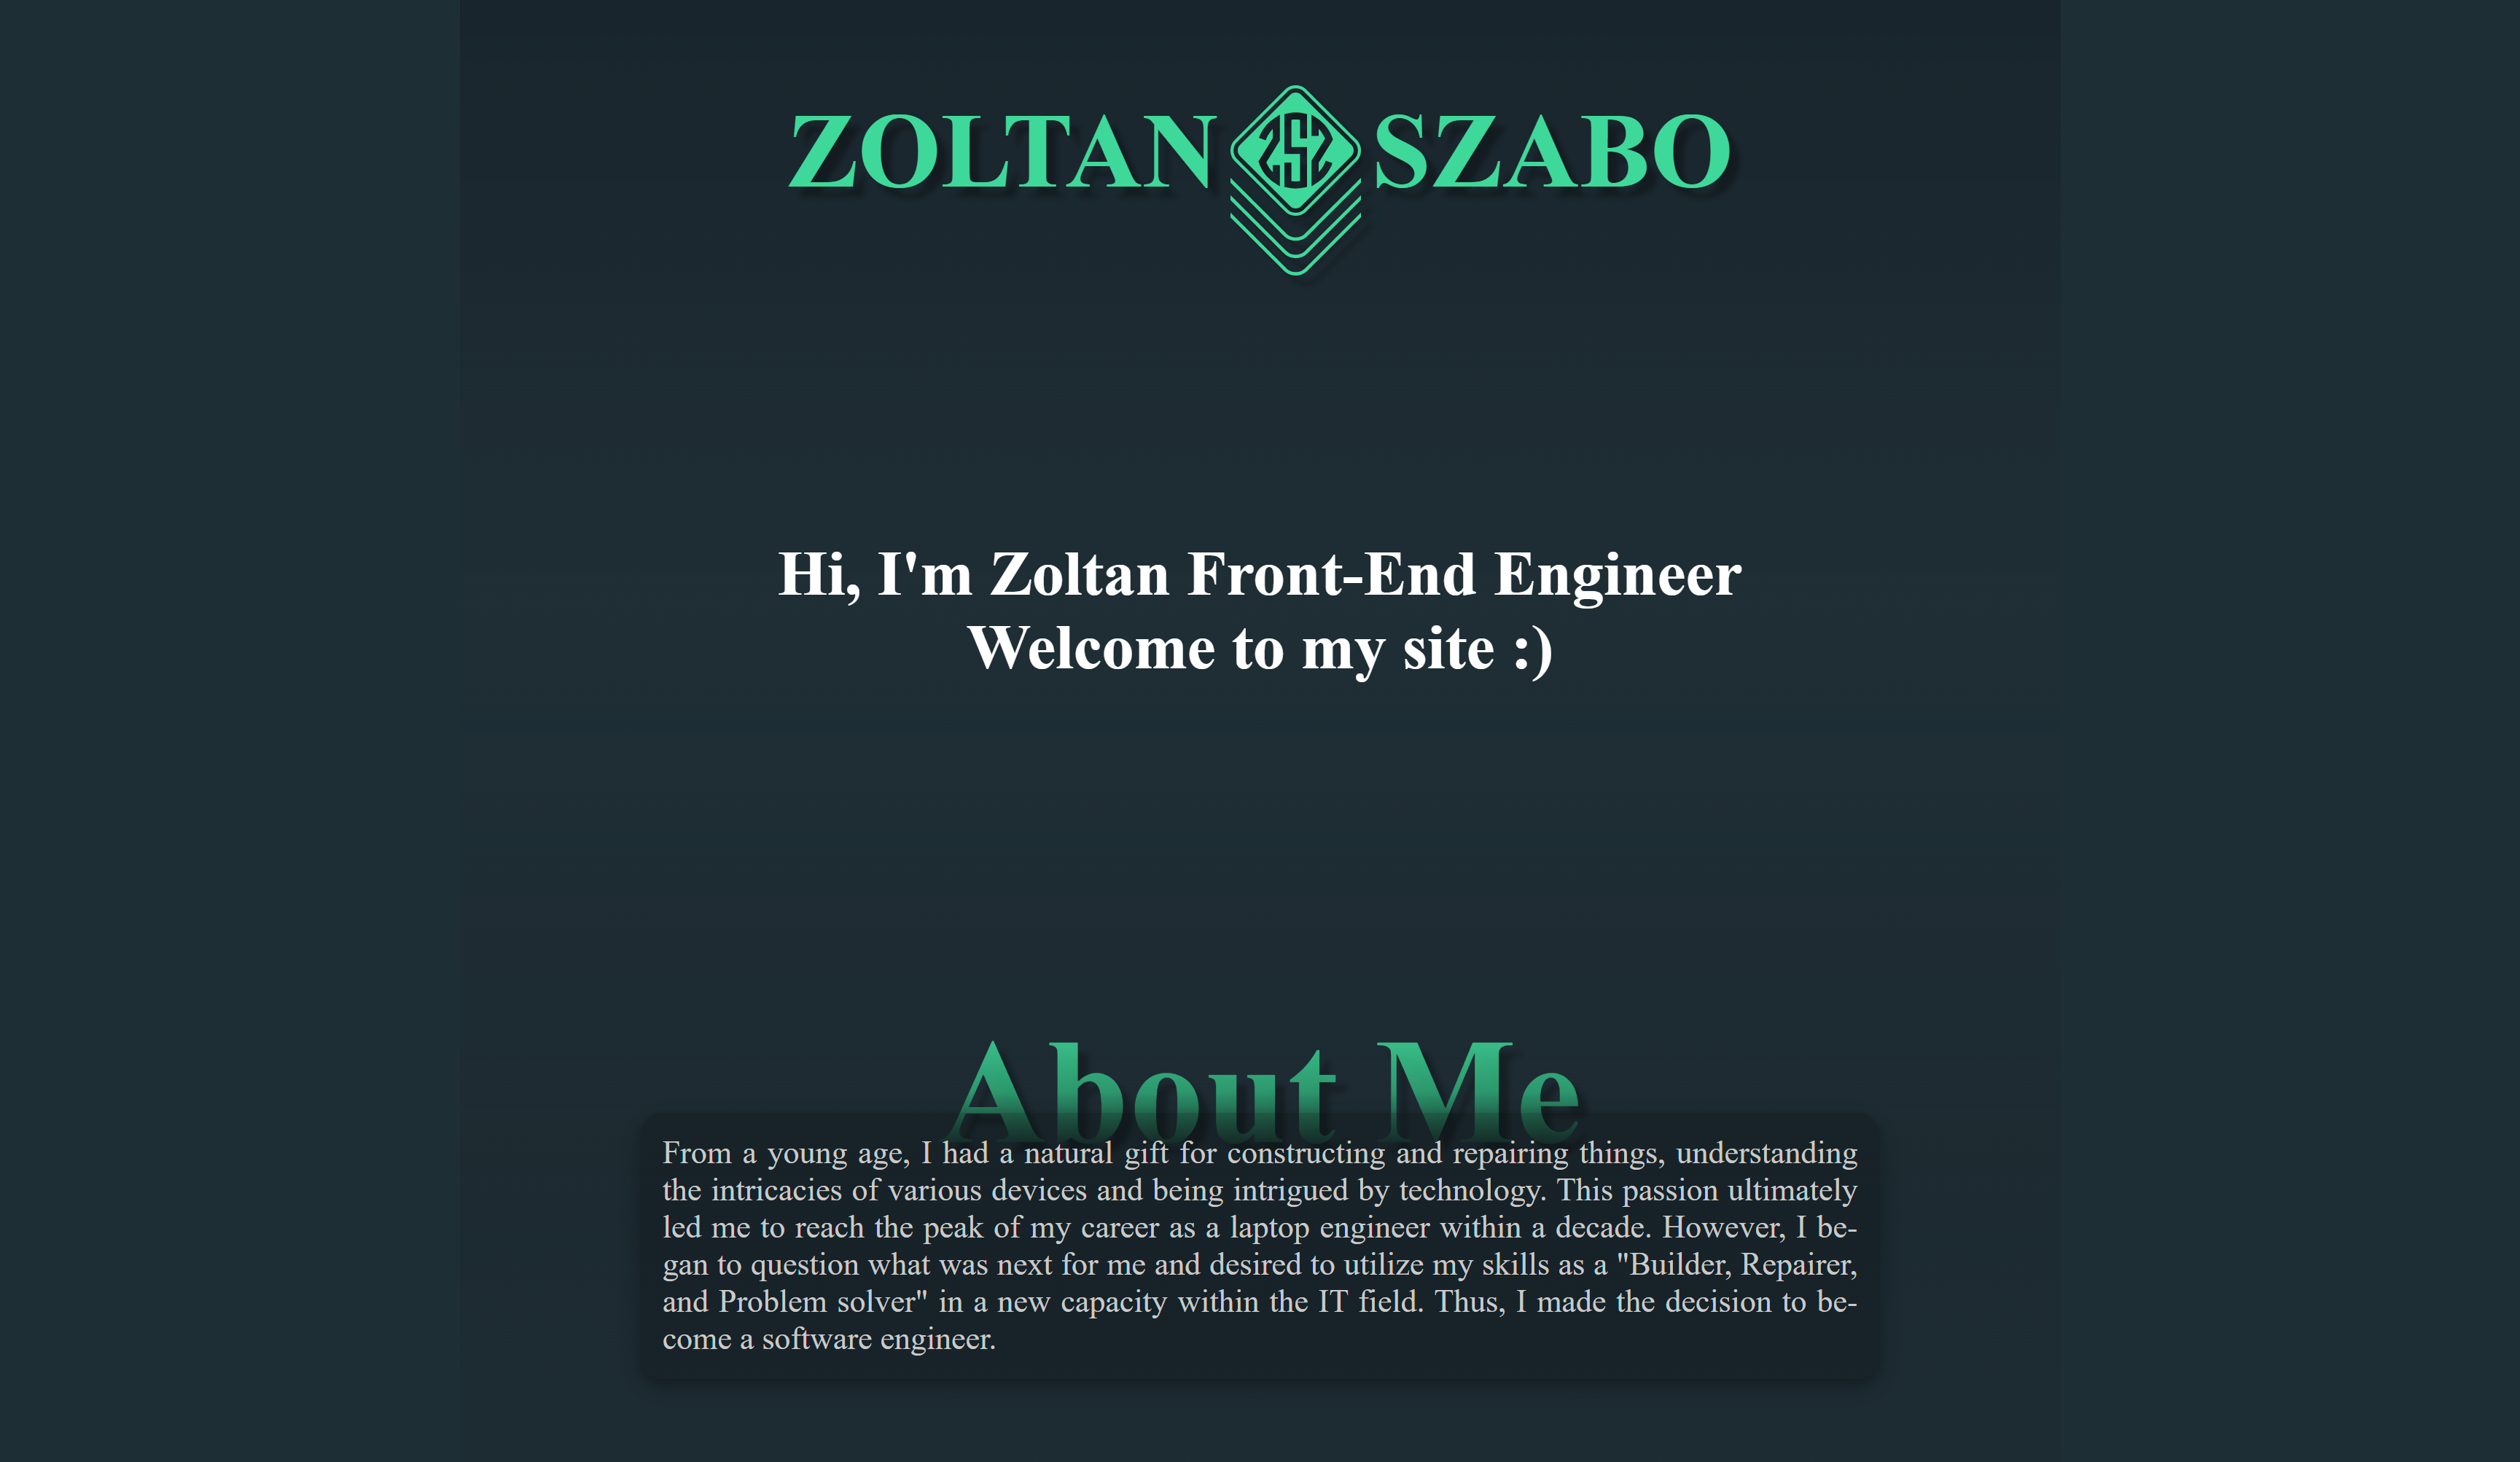 ZOLTAN ZSZ SZABO
Hi, I'm Zoltan Front-End Engineer
Welcome to my site :)
About Me
From a young age, I had a natural gift for constructing and repairing things, understanding
the intricacies of various devices and being intrigued by technology. This passion ultimately
led me to reach the peak of my career as a laptop engineer within a decade. However, I be-
gan to question what was next for me and desired to utilize my skills as a "Builder, Repairer,
and Problem solver" in a new capacity within the IT field. Thus, I made the decision to be-
come a software engineer.